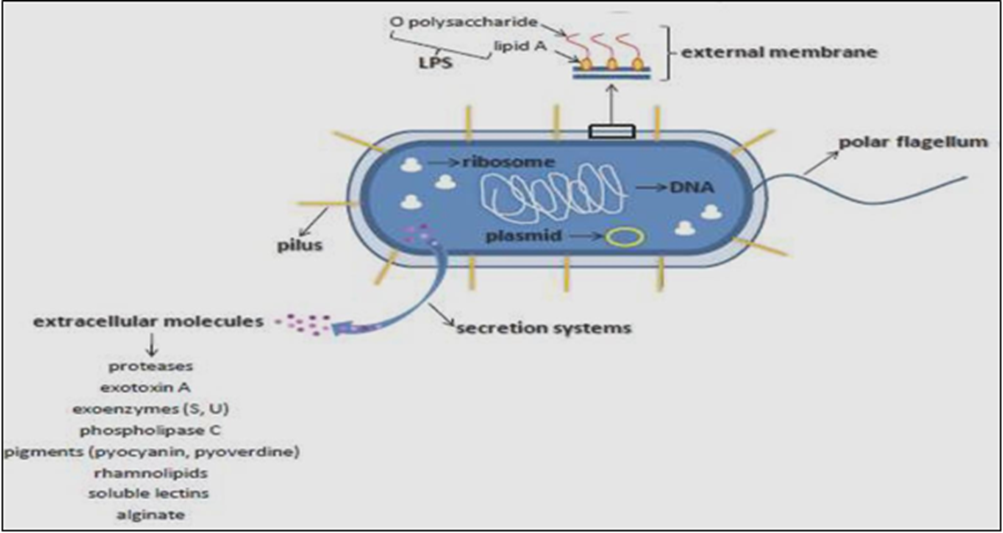 O polysaccharide
lipid A
LPS
external membrane
polar flagellum
ribosome
DNA
plasmid
pilus
extracellular molecules
secretion systems
proteases
exotoxin A
exoenzymes (S, U)
phospholipase C
pigments (pyocyanin, pyoverdine)
rhamnolipids
soluble lectins
alginate